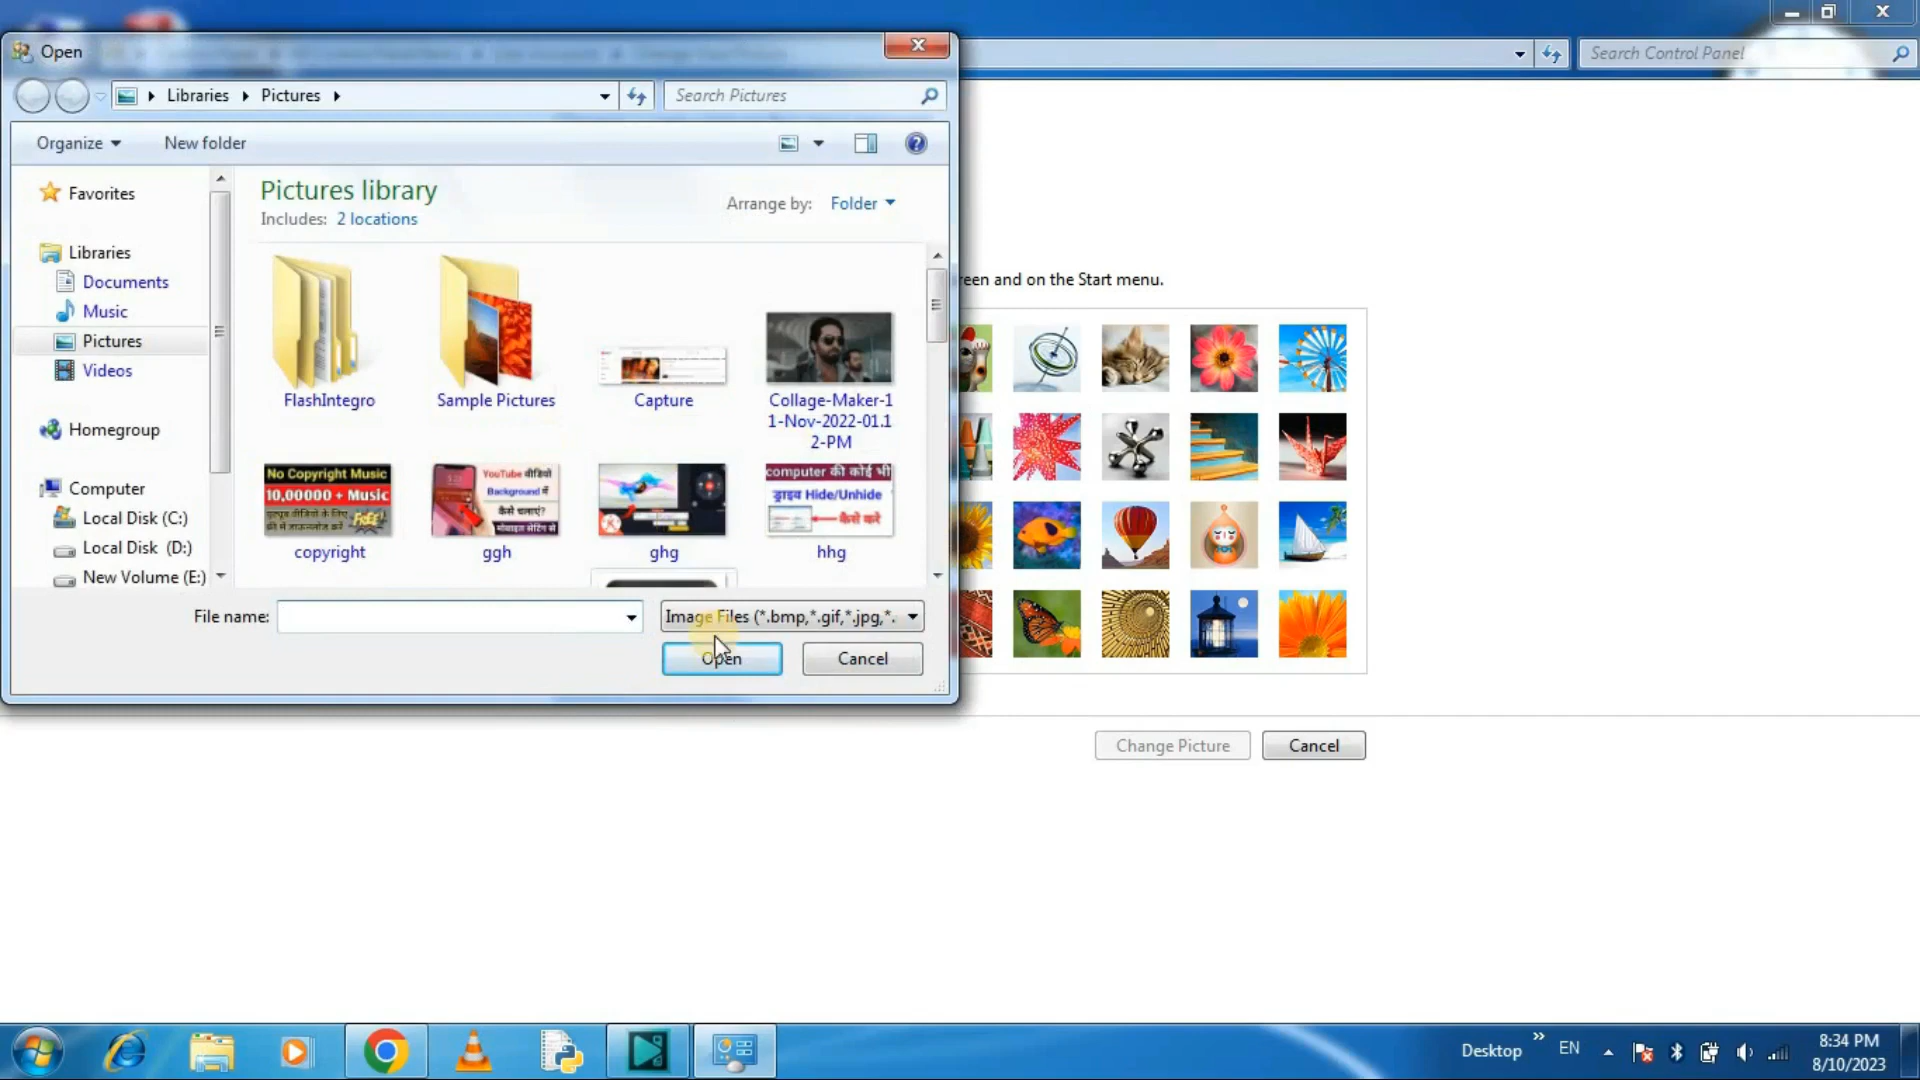 Open
Libraries
Pictures
Search Pictures
Search Control Panel
Organize
New folder
Favorites
Libraries
Documents
Music
Pictures
Videos
Homegroup
Computer
Local Disk (C:)
Local Disk (D:)
New Volume (E:)
Pictures library
Includes: 2 locations
Arrange by: Folder
FlashIntegro
Sample Pictures
Capture
Collage-Maker-1
1-Nov-2022-01.1
2-PM
No Copyright Music
10,00000 + Music
FREE
copyright
YouTube वीडियो
Background में
कैसे चलाएं?
मोबाइल सेटिंग से
ggh
ghg
computer की कोई भी
ड्राइव Hide/Unhide
कैसे करे
hhg
File name:
Image Files (*.bmp,*.gif,*.jpg,*.
Open
Cancel
reen and on the Start menu.
Change Picture
Cancel
Desktop
EN
8:34 PM
8/10/2023